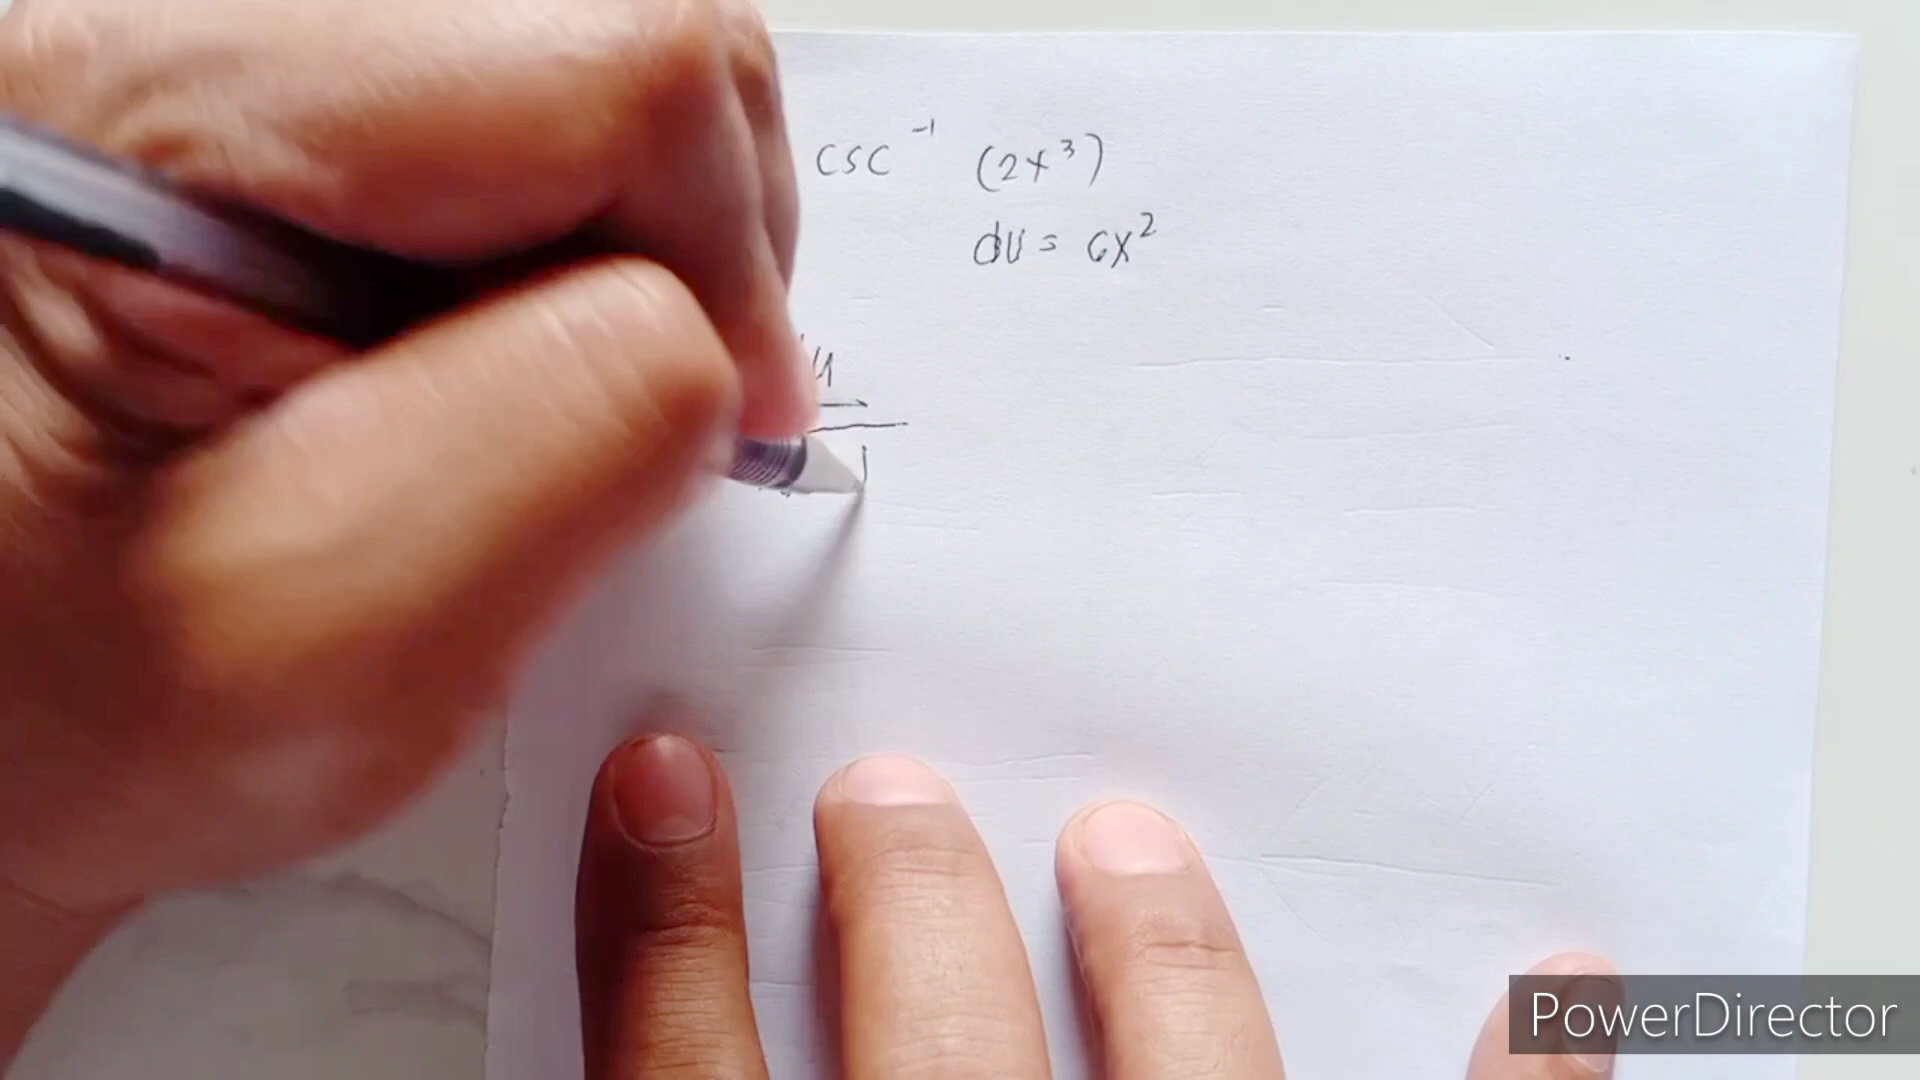 csc⁻¹ (2x³)
du = 6x²
u
PowerDirector